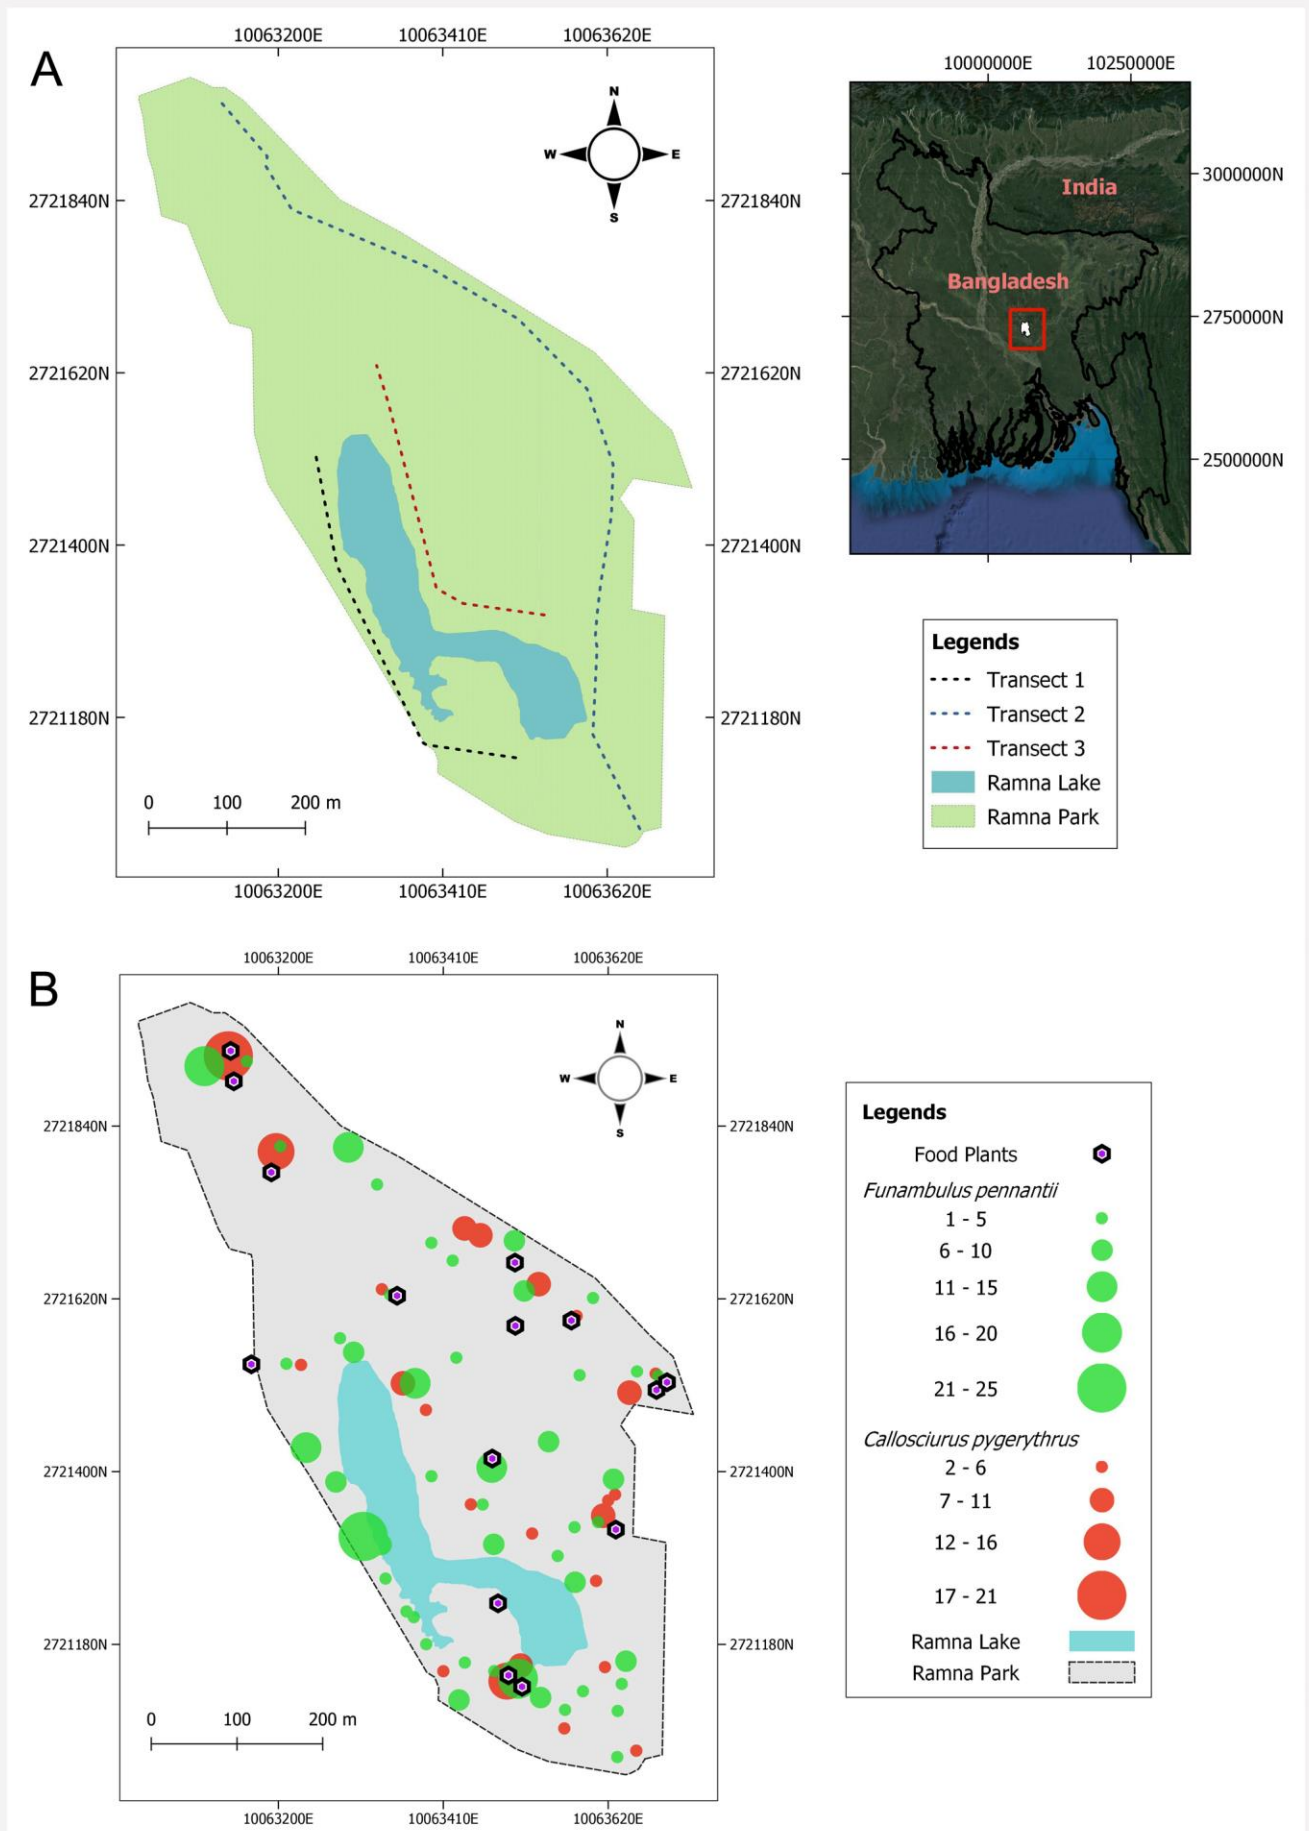 A
10063200E 10063410E 10063620E
N
W E
S
2721840N 2721840N
2721620N 2721620N
2721400N 2721400N
2721180N 2721180N
0 100 200 m
10063200E 10063410E 10063620E
10000000E 10250000E
India
Bangladesh
3000000N
2750000N
2500000N
Legends
Transect 1
Transect 2
Transect 3
Ramna Lake
Ramna Park
B
10063200E 10063410E 10063620E
N
W E
S
2721840N 2721840N
2721620N 2721620N
2721400N 2721400N
2721180N 2721180N
0 100 200 m
10063200E 10063410E 10063620E
Legends
Food Plants
Funambulus pennantii
1 - 5
6 - 10
11 - 15
16 - 20
21 - 25
Callosciurus pygerythrus
2 - 6
7 - 11
12 - 16
17 - 21
Ramna Lake
Ramna Park